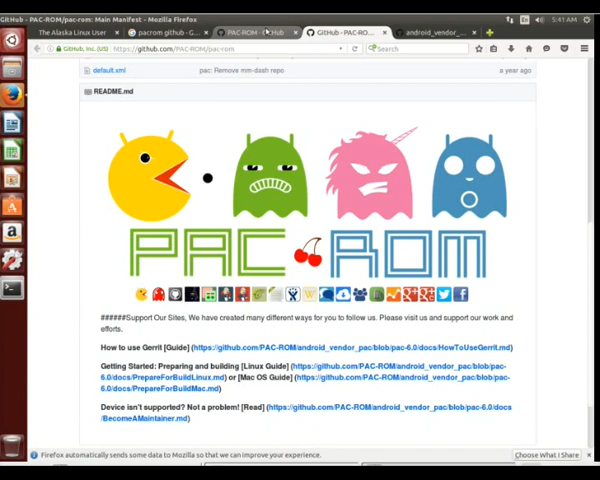 GitHub - PAC-ROM/pac-rom: Main Manifest - Mozilla Firefox
En
5:41 AM
The Alaska Linux User
pacrom github - G...
PAC-ROM · GitHub
GitHub - PAC-RO...
android_vendor_...
GitHub, Inc. (US)
https://github.com/PAC-ROM/pac-rom
Search
default.xml
pac: Remove mm-dash repo
a year ago
README.md
PAC ROM
######Support Our Sites, We have created many different ways for you to follow us. Please visit us and support our work and
efforts.
How to use Gerrit [Guide] (https://github.com/PAC-ROM/android_vendor_pac/blob/pac-6.0/docs/HowToUseGerrit.md)
Getting Started: Preparing and building [Linux Guide] (https://github.com/PAC-ROM/android_vendor_pac/blob/pac-
6.0/docs/PrepareForBuildLinux.md) or [Mac OS Guide] (https://github.com/PAC-ROM/android_vendor_pac/blob/pac-
6.0/docs/PrepareForBuildMac.md)
Device isn't supported? Not a problem! [Read] (https://github.com/PAC-ROM/android_vendor_pac/blob/pac-6.0/docs
/BecomeAMaintainer.md)
Firefox automatically sends some data to Mozilla so that we can improve your experience.
Choose What I Share